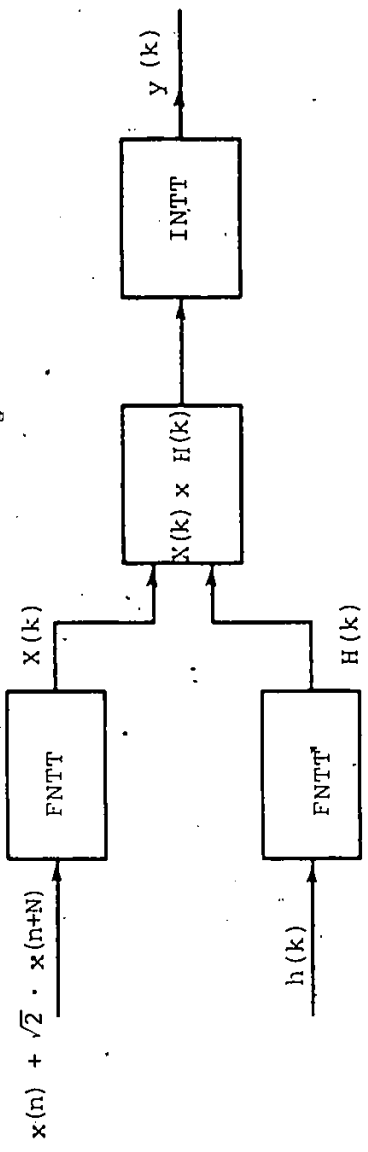 x(n) + √2 · x(n+N)
FNTT
X(k)
h(k)
FNTT
H(k)
X(k) x H(k)
INTT
y(k)